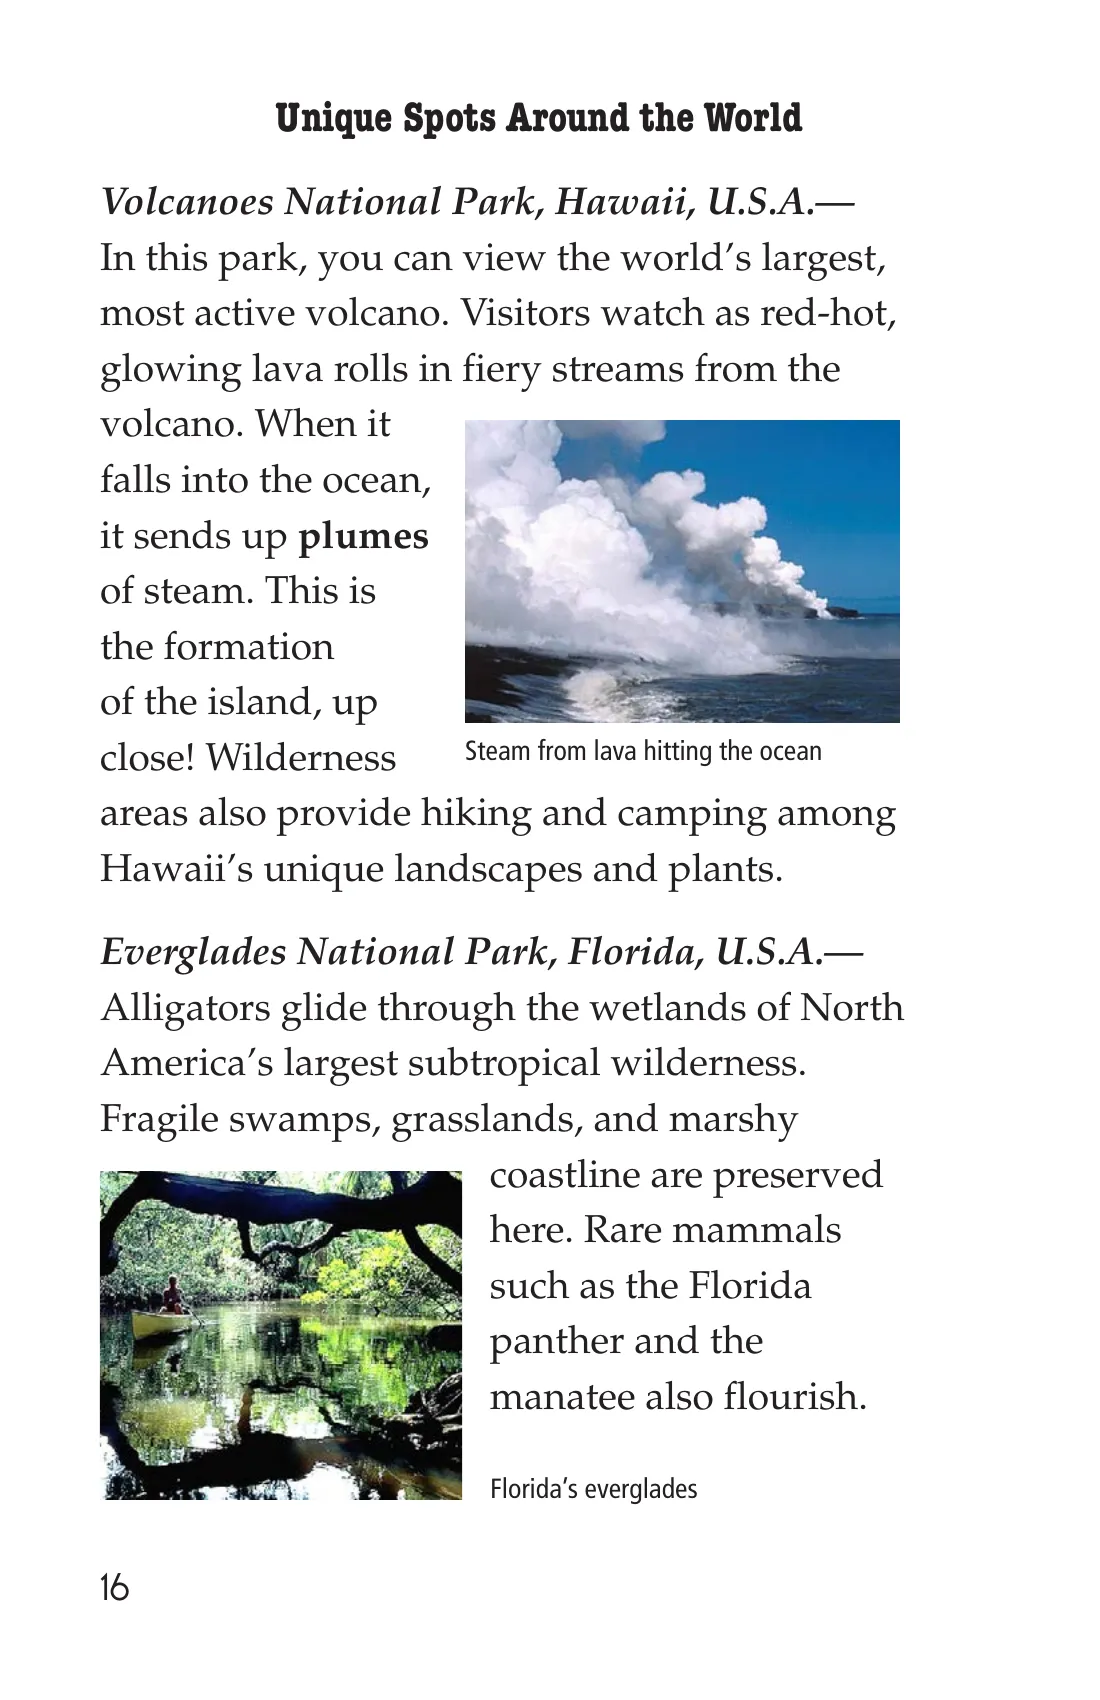 Unique Spots Around the World
Volcanoes National Park, Hawaii, U.S.A.—
In this park, you can view the world’s largest,
most active volcano. Visitors watch as red-hot,
glowing lava rolls in fiery streams from the
volcano. When it
falls into the ocean,
it sends up plumes
of steam. This is
the formation
of the island, up
close! Wilderness
Steam from lava hitting the ocean
areas also provide hiking and camping among
Hawaii’s unique landscapes and plants.
Everglades National Park, Florida, U.S.A.—
Alligators glide through the wetlands of North
America’s largest subtropical wilderness.
Fragile swamps, grasslands, and marshy
coastline are preserved
here. Rare mammals
such as the Florida
panther and the
manatee also flourish.
Florida’s everglades
16